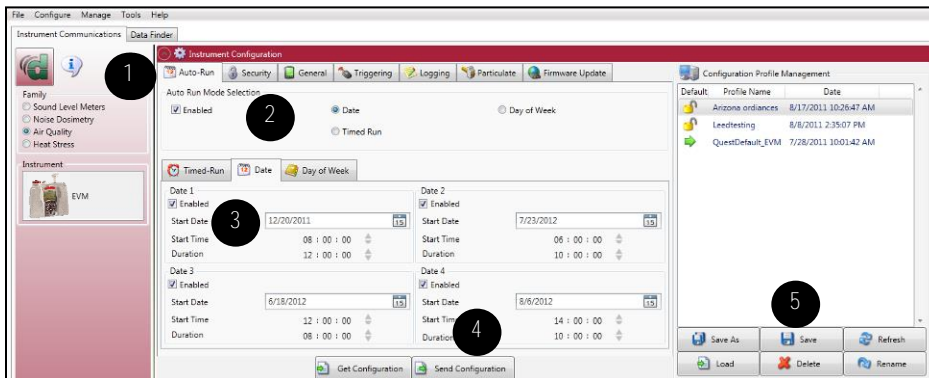 File Configure Manage Tools Help
Instrument Communications Data Finder
Instrument Configuration
1
Auto-Run Security General Triggering Logging Particulate Firmware Update
Family
Sound Level Meters
Noise Dosimetry
Air Quality
Heat Stress
Instrument
EVM
Auto Run Mode Selection
Enabled
2
Date
Day of Week
Timed Run
Timed-Run 12 Date Day of Week
Date 1
Enabled
3
Start Date 12/20/2011 15
Start Time 08 : 00 : 00
Duration 12 : 00 : 00
Date 2
Enabled
Start Date 7/23/2012 15
Start Time 06 : 00 : 00
Duration 10 : 00 : 00
Date 3
Enabled
Start Date 6/18/2012 15
Start Time 12 : 00 : 00
Duration 08 : 00 : 00
Date 4
Enabled
Start Date 8/6/2012 15
Start Time 14 : 00 : 00
Duration 10 : 00 : 00
4
Get Configuration Send Configuration
Configuration Profile Management
Default Profile Name Date
Arizona ordiances 8/17/2011 10:26:47 AM
Leedtesting 8/8/2011 2:35:07 PM
QuestDefault_EVM 7/28/2011 10:01:42 AM
5
Save As Save Refresh
Load Delete Rename